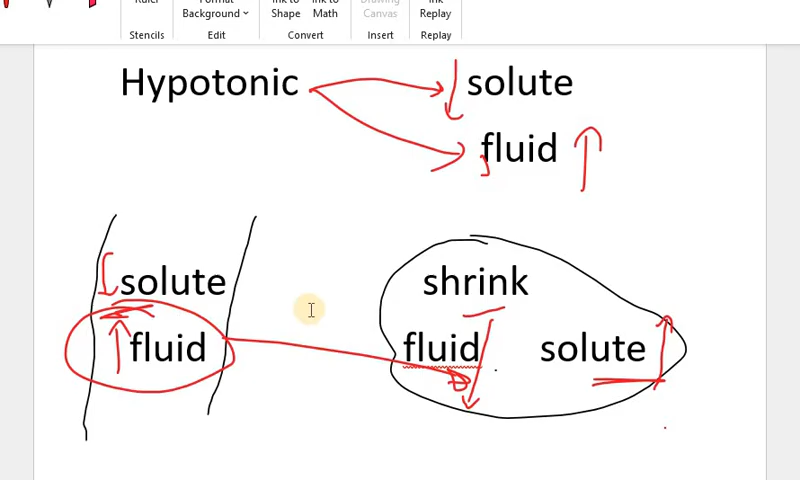 Ruler
Format
Background
Ink to
Shape
Ink to
Math
Drawing
Canvas
Ink
Replay
Stencils
Edit
Convert
Insert
Replay
Hypotonic
solute
fluid
solute
fluid
shrink
fluid
solute